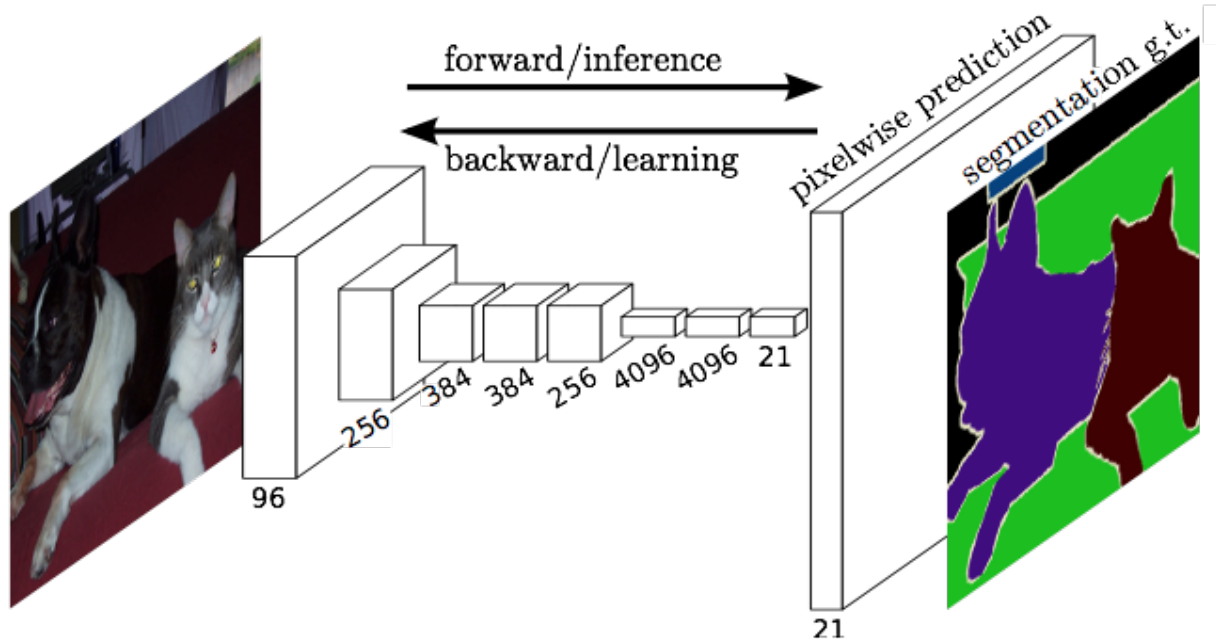 forward/inference
backward/learning
pixelwise prediction
segmentation g.t.
96
256
384
384
256
4096
4096
21
21